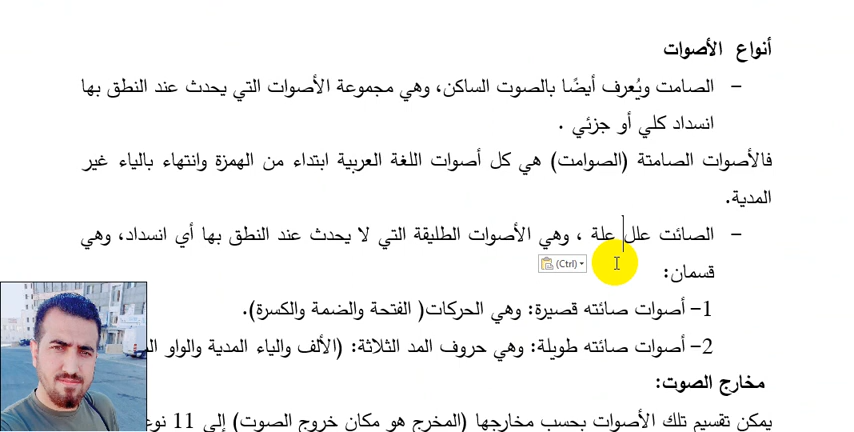 أنواع الأصوات
– الصامت ويُعرف أيضًا بالصوت الساكن، وهي مجموعة الأصوات التي يحدث عند النطق بها
انسداد كلي أو جزئي .
فالأصوات الصامتة (الصوامت) هي كل أصوات اللغة العربية ابتداء من الهمزة وانتهاء بالياء غير
المدية.
– الصائت علل علة ، وهي الأصوات الطليقة التي لا يحدث عند النطق بها أي انسداد، وهي
(Ctrl)
قسمان:
1– أصوات صائته قصيرة: وهي الحركات( الفتحة والضمة والكسرة).
2– أصوات صائته طويلة: وهي حروف المد الثلاثة: (الألف والياء المدية والواو
مخارج الصوت:
يمكن تقسيم تلك الأصوات بحسب مخارجها (المخرج هو مكان خروج الصوت) إلى 11